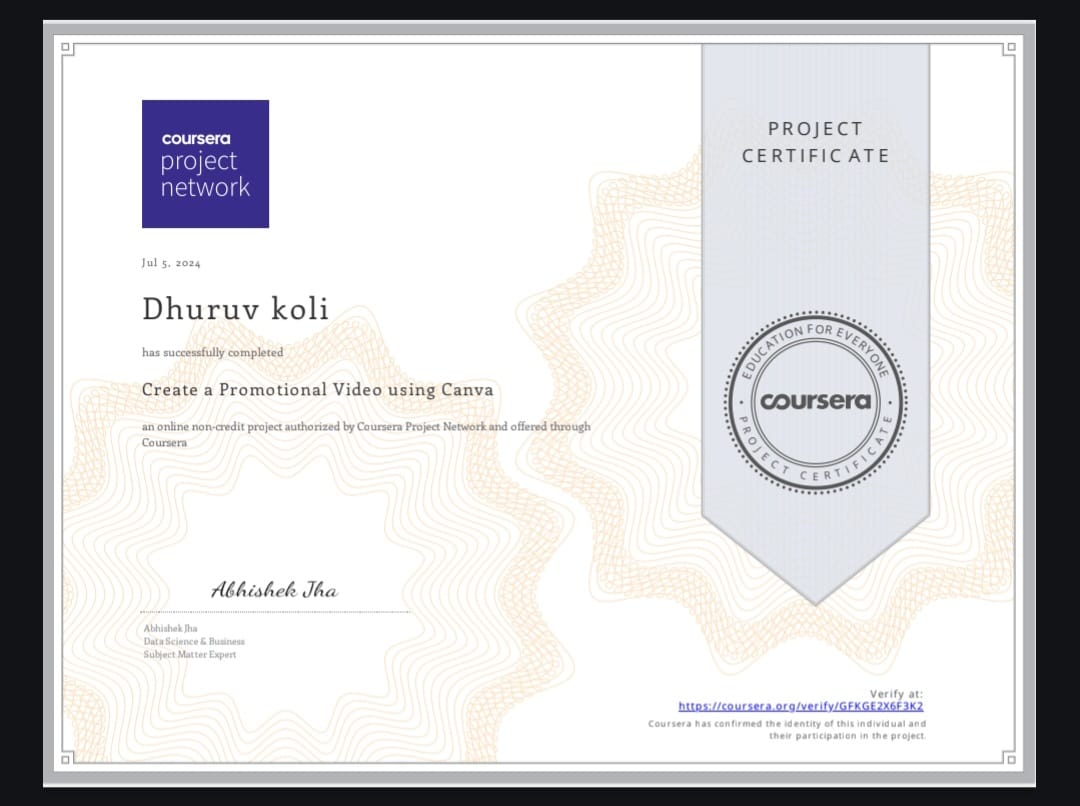 coursera
project
network
Jul 5, 2024
Dhuruv koli
has successfully completed
Create a Promotional Video using Canva
an online non-credit project authorized by Coursera Project Network and offered through
Coursera
Abhishek Jha
Abhishek Jha
Data Science & Business
Subject Matter Expert
PROJECT
CERTIFICATE
EDUCATION FOR EVERYONE
coursera
PROJECT CERTIFICATE
Verify at:
https://coursera.org/verify/GFKGE2X6F3K2
Coursera has confirmed the identity of this individual and
their participation in the project.